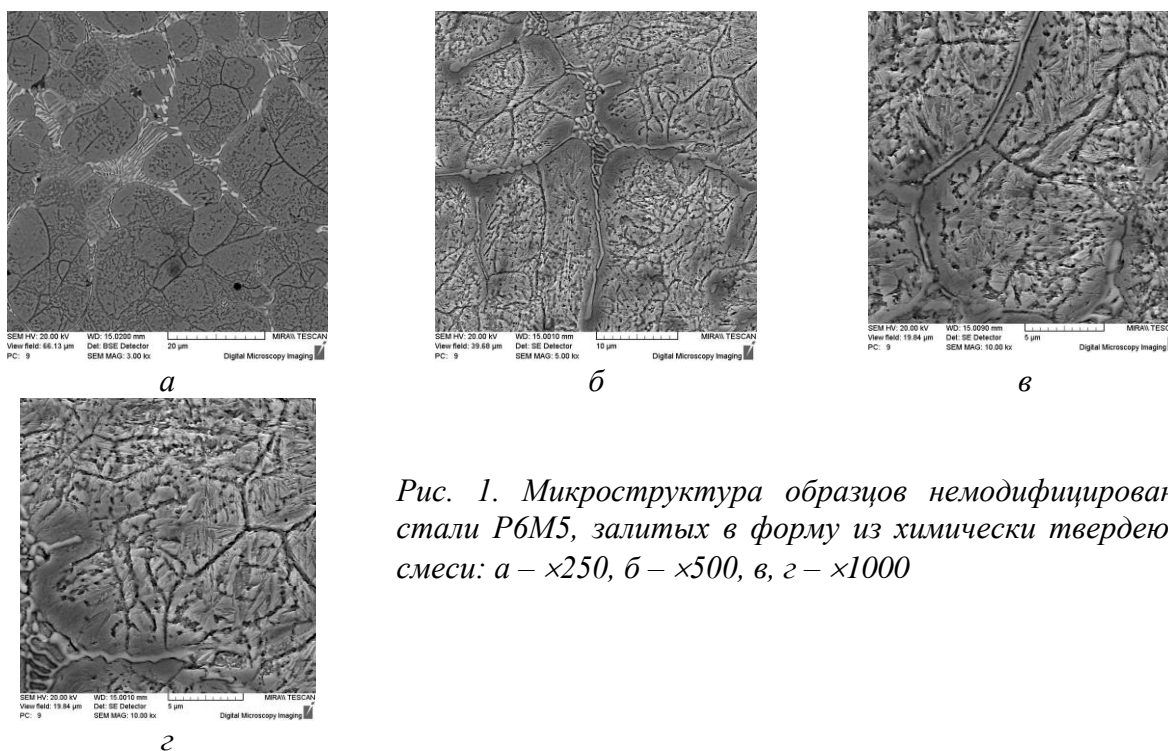 SEM HV: 20.00 kV WD: 15.0200 mm MIRA\\ TESCAN
View field: 66.13 µm Det: BSE Detector 20 µm
PC: 9 SEM MAG: 3.00 kx Digital Microscopy Imaging
а
SEM HV: 20.00 kV WD: 15.0010 mm MIRA\\ TESCAN
View field: 39.68 µm Det: SE Detector 10 µm
PC: 9 SEM MAG: 5.00 kx Digital Microscopy Imaging
б
SEM HV: 20.00 kV WD: 15.0090 mm MIRA\\ TESC
View field: 19.84 µm Det: SE Detector 5 µm
PC: 9 SEM MAG: 10.00 kx Digital Microscopy Imaging
в
SEM HV: 20.00 kV WD: 15.0010 mm MIRA\\ TESCAN
View field: 19.84 µm Det: SE Detector 5 µm
PC: 9 SEM MAG: 10.00 kx Digital Microscopy Imaging
г
Рис. 1. Микроструктура образцов немодифицирован
стали Р6М5, залитых в форму из химически твердею
смеси: а – ×250, б – ×500, в, г – ×1000